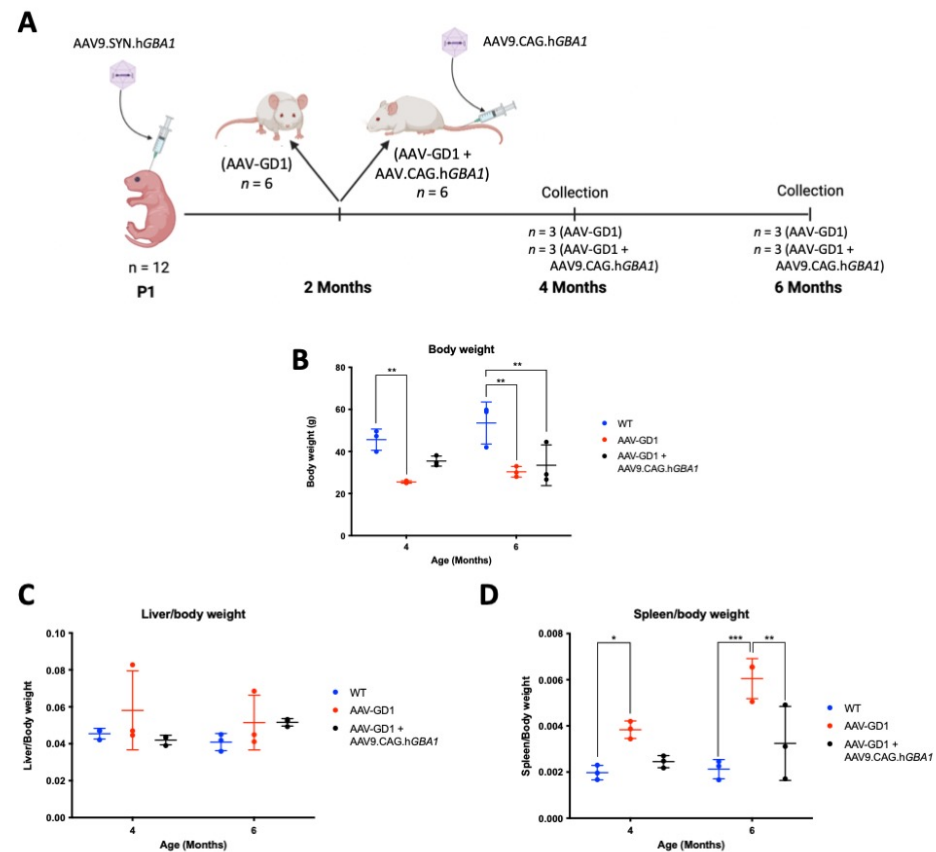 A
AAV9.SYN.hGBA1
AAV9.CAG.hGBA1
(AAV-GD1)
n = 6
(AAV-GD1 +
AAV.CAG.hGBA1)
n = 6
Collection
Collection
n = 12
P1
2 Months
n = 3 (AAV-GD1)
n = 3 (AAV-GD1 +
AAV9.CAG.hGBA1)
4 Months
n = 3 (AAV-GD1)
n = 3 (AAV-GD1 +
AAV9.CAG.hGBA1)
6 Months
B
Body weight
Body weight (g)
80
60
40
20
0
**
**
**
4
6
Age (Months)
WT
AAV-GD1
AAV-GD1 +
AAV9.CAG.hGBA1
C
Liver/body weight
Liver/Body weight
0.10
0.08
0.06
0.04
0.02
0.00
4
6
Age (Months)
WT
AAV-GD1
AAV-GD1 +
AAV9.CAG.hGBA1
D
Spleen/body weight
Spleen/Body weight
0.008
0.006
0.004
0.002
0.000
*
***
**
4
6
Age (Months)
WT
AAV-GD1
AAV-GD1 +
AAV9.CAG.hGBA1